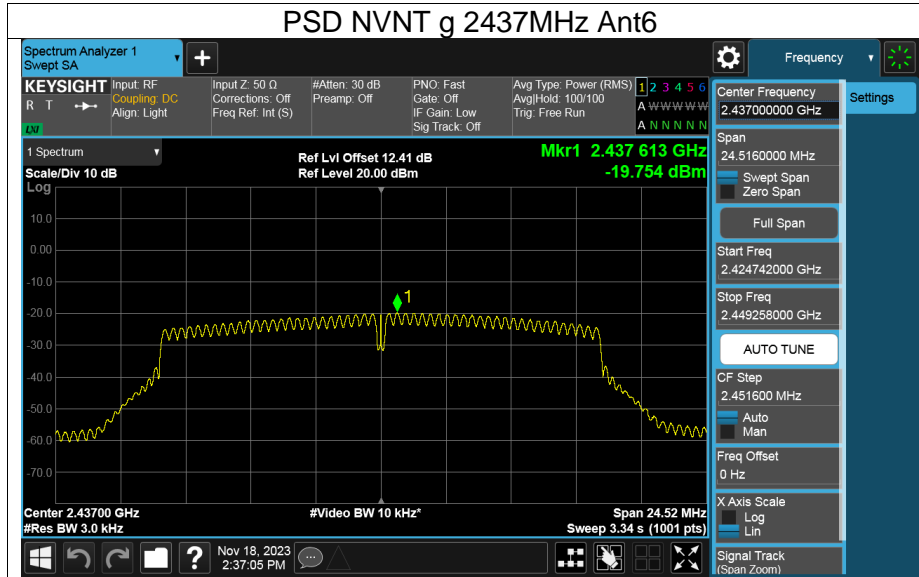 PSD NVNT g 2437MHz Ant6
Spectrum Analyzer 1
Swept SA
+
Frequency
KEYSIGHT
R T
LXI
Input: RF
Coupling: DC
Align: Light
Input Z: 50 Ω
Corrections: Off
Freq Ref: Int (S)
#Atten: 30 dB
Preamp: Off
PNO: Fast
Gate: Off
IF Gain: Low
Sig Track: Off
Avg Type: Power (RMS)
Avg|Hold: 100/100
Trig: Free Run
1 2 3 4 5 6
A W W W W W
A N N N N N
1 Spectrum
Scale/Div 10 dB
Ref Lvl Offset 12.41 dB
Ref Level 20.00 dBm
Mkr1 2.437 613 GHz
-19.754 dBm
Log
10.0
0.00
-10.0
-20.0
-30.0
-40.0
-50.0
-60.0
-70.0
1
Center 2.43700 GHz
#Res BW 3.0 kHz
#Video BW 10 kHz*
Span 24.52 MHz
Sweep 3.34 s (1001 pts)
?
Nov 18, 2023
2:37:05 PM
Center Frequency
2.437000000 GHz
Span
24.5160000 MHz
Swept Span
Zero Span
Full Span
Start Freq
2.424742000 GHz
Stop Freq
2.449258000 GHz
AUTO TUNE
CF Step
2.451600 MHz
Auto
Man
Freq Offset
0 Hz
X Axis Scale
Log
Lin
Signal Track
(Span Zoom)
Settings